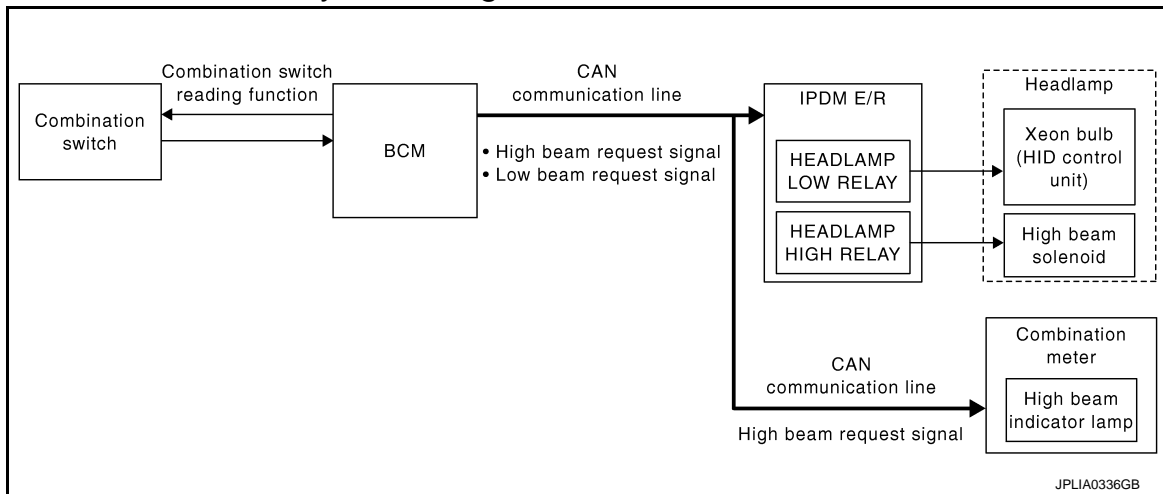 Combination switch
reading function
Combination
switch
BCM
CAN
communication line
• High beam request signal
• Low beam request signal
IPDM E/R
HEADLAMP
LOW RELAY
HEADLAMP
HIGH RELAY
Headlamp
Xeon bulb
(HID control
unit)
High beam
solenoid
CAN
communication line
High beam request signal
Combination
meter
High beam
indicator lamp
JPLIA0336GB